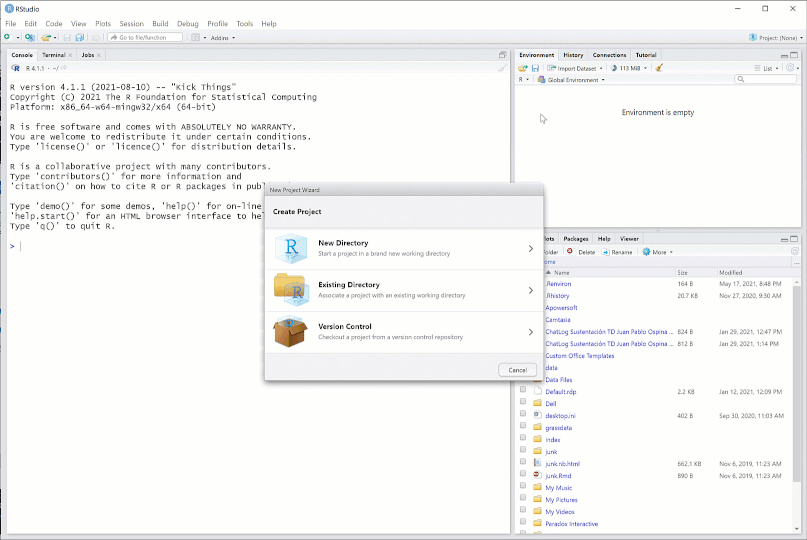 RStudio
File Edit Code View Plots Session Build Debug Profile Tools Help
Go to file/function Addins Project: (None)
Console Terminal Jobs
R 4.1.1 · ~/
R version 4.1.1 (2021-08-10) -- "Kick Things"
Copyright (C) 2021 The R Foundation for Statistical Computing
Platform: x86_64-w64-mingw32/x64 (64-bit)
R is free software and comes with ABSOLUTELY NO WARRANTY.
You are welcome to redistribute it under certain conditions.
Type 'license()' or 'licence()' for distribution details.
R is a collaborative project with many contributors.
Type 'contributors()' for more information and
'citation()' on how to cite R or R packages in publ
Type 'demo()' for some demos, 'help()' for on-line
'help.start()' for an HTML browser interface to hel
Type 'q()' to quit R.
>
New Project Wizard
Create Project
New Directory
Start a project in a brand new working directory
Existing Directory
Associate a project with an existing working directory
Version Control
Checkout a project from a version control repository
Cancel
Environment History Connections Tutorial
Import Dataset 113 MiB List
R Global Environment
Environment is empty
lots Packages Help Viewer
older Delete Rename More
ome
Name Size Modified
.Renviron 164 B May 17, 2021, 8:48 PM
.Rhistory 20.7 KB Nov 27, 2020, 9:30 AM
Apowersoft
Camtasia
ChatLog Sustentación TD Juan Pablo Ospina ... 824 B Jan 29, 2021, 12:47 PM
ChatLog Sustentación TD Juan Pablo Ospina ... 812 B Jan 29, 2021, 1:14 PM
Custom Office Templates
data
Data Files
Default.rdp 2.2 KB Jan 12, 2021, 12:09 PM
Dell
desktop.ini 402 B Sep 30, 2020, 11:03 AM
grassdata
index
junk
junk.nb.html 662.1 KB Nov 6, 2019, 11:23 AM
junk.Rmd 890 B Nov 6, 2019, 11:23 AM
My Music
My Pictures
My Videos
Paradox Interactive